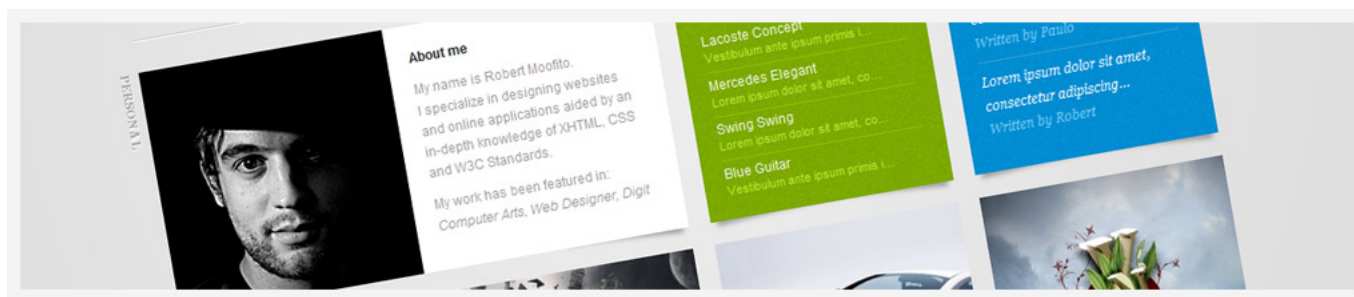 PERSONAL
About me
My name is Robert Moofito.
I specialize in designing websites
and online applications aided by an
in-depth knowledge of XHTML, CSS
and W3C Standards.
My work has been featured in:
Computer Arts, Web Designer, Digit
Lacoste Concept
Vestibulum ante ipsum primis i...
Mercedes Elegant
Lorem ipsum dolor sit amet, co...
Swing Swing
Lorem ipsum dolor sit amet, co...
Blue Guitar
Vestibulum ante ipsum primis i...
Written by Paulo
Lorem ipsum dolor sit amet,
consectetur adipiscing...
Written by Robert